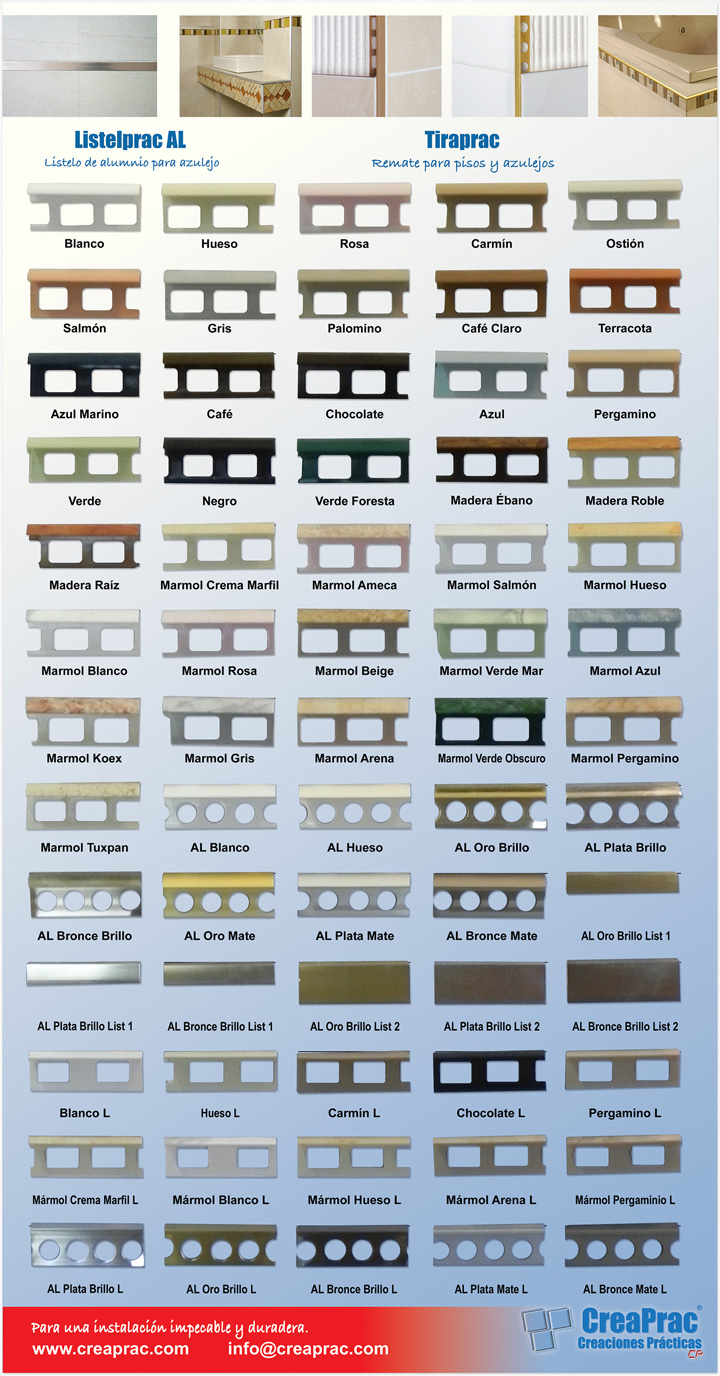 Listelprac AL
Listelo de alumnio para azulejo
Tiraprac
Remate para pisos y azulejos
Blanco
Hueso
Rosa
Carmín
Ostión
Salmón
Gris
Palomino
Café Claro
Terracota
Azul Marino
Café
Chocolate
Azul
Pergamino
Verde
Negro
Verde Foresta
Madera Ébano
Madera Roble
Madera Raíz
Marmol Crema Marfil
Marmol Ameca
Marmol Salmón
Marmol Hueso
Marmol Blanco
Marmol Rosa
Marmol Beige
Marmol Verde Mar
Marmol Azul
Marmol Koex
Marmol Gris
Marmol Arena
Marmol Verde Obscuro
Marmol Pergamino
Marmol Tuxpan
AL Blanco
AL Hueso
AL Oro Brillo
AL Plata Brillo
AL Bronce Brillo
AL Oro Mate
AL Plata Mate
AL Bronce Mate
AL Oro Brillo List 1
AL Plata Brillo List 1
AL Bronce Brillo List 1
AL Oro Brillo List 2
AL Plata Brillo List 2
AL Bronce Brillo List 2
Blanco L
Hueso L
Carmín L
Chocolate L
Pergamino L
Mármol Crema Marfil L
Mármol Blanco L
Mármol Hueso L
Mármol Arena L
Mármol Pergaminio L
AL Plata Brillo L
AL Oro Brillo L
AL Bronce Brillo L
AL Plata Mate L
AL Bronce Mate L
Para una instalación impecable y duradera.
www.creaprac.com
info@creaprac.com
CreaPrac®
Creaciones Prácticas
CP